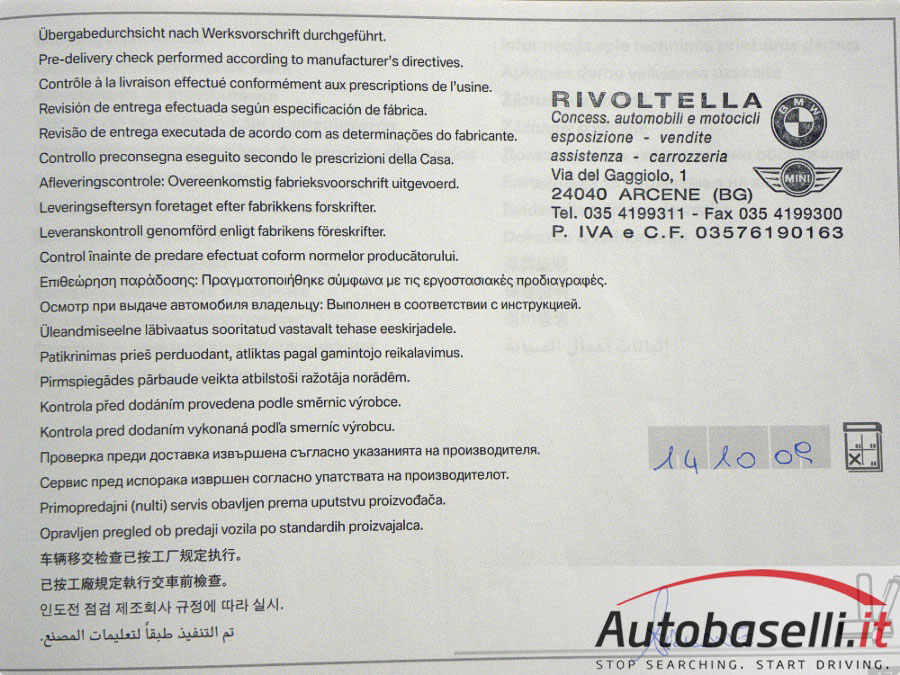 Übergabedurchsicht nach Werksvorschrift durchgeführt.
Pre-delivery check performed according to manufacturer's directives.
Contrôle à la livraison effectué conformément aux prescriptions de l'usine.
Revisión de entrega efectuada según especificación de fábrica.
Revisão de entrega executada de acordo com as determinações do fabricante.
Controllo preconsegna eseguito secondo le prescrizioni della Casa.
Afleveringscontrole: Overeenkomstig fabrieksvoorschrift uitgevoerd.
Leveringseftersyn foretaget efter fabrikkens forskrifter.
Leveranskontroll genomförd enligt fabrikens föreskrifter.
Control înainte de predare efectuat coform normelor producătorului.
Επιθεώρηση παράδοσης: Πραγματοποιήθηκε σύμφωνα με τις εργοστασιακές προδιαγραφές.
Осмотр при выдаче автомобиля владельцу: Выполнен в соответствии с инструкцией.
Üleandmiseelne läbivaatus sooritatud vastavalt tehase eeskirjadele.
Patikrinimas prieš perduodant, atliktas pagal gamintojo reikalavimus.
Pirmspiegādes pārbaude veikta atbilstoši ražotāja norādēm.
Kontrola před dodáním provedena podle směrnic výrobce.
Kontrola pred dodaním vykonaná podľa smerníc výrobcu.
Проверка преди доставка извършена съгласно указанията на производителя.
Сервис пред испорака извршен согласно упатствата на производителот.
Primopredajni (nulti) servis obavljen prema uputstvu proizvođača.
Opravljen pregled ob predaji vozila po standardih proizvajalca.
车辆移交检查已按工厂规定执行。
已按工廠規定執行交車前檢查。
인도전 점검 제조회사 규정에 따라 실시.
تم التنفيذ طبقاً لتعليمات المصنع.
RIVOLTELLA
Concess. automobili e motocicli
esposizione - vendite
assistenza - carrozzeria
Via del Gaggiolo, 1
24040 ARCENE (BG)
Tel. 035 4199311 - Fax 035 4199300
P. IVA e C.F. 03576190163
BMW
MINI
14 10 09
Autobaselli.it
STOP SEARCHING. START DRIVING.